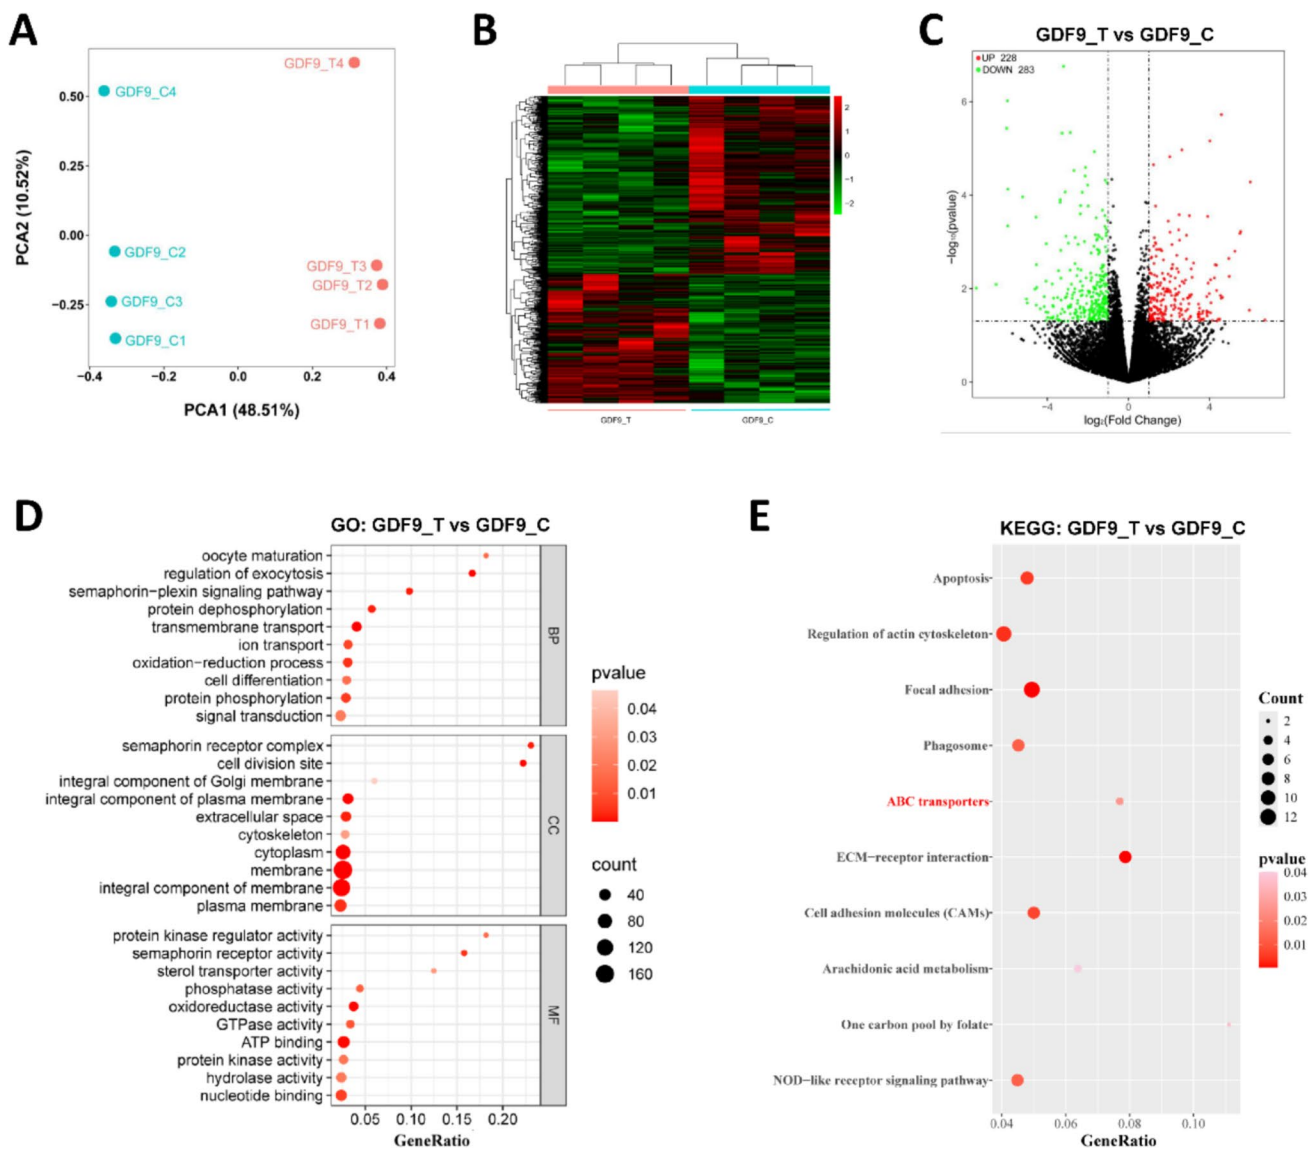 A
GDF9_T4
GDF9_C4
GDF9_C2
GDF9_T3
GDF9_T2
GDF9_C3
GDF9_T1
GDF9_C1
0.50
0.25
0.00
−0.25
−0.4
−0.2
0.0
0.2
0.4
PCA2 (10.52%)
PCA1 (48.51%)
B
2
1
0
−1
−2
GDF9_T
GDF9_C
C
GDF9_T vs GDF9_C
UP 228
DOWN 283
6
4
2
0
−4
0
4
−log₁₀(pvalue)
log₂(Fold Change)
D
GO: GDF9_T vs GDF9_C
oocyte maturation
regulation of exocytosis
semaphorin−plexin signaling pathway
protein dephosphorylation
transmembrane transport
ion transport
oxidation−reduction process
cell differentiation
protein phosphorylation
signal transduction
BP
semaphorin receptor complex
cell division site
integral component of Golgi membrane
integral component of plasma membrane
extracellular space
cytoskeleton
cytoplasm
membrane
integral component of membrane
plasma membrane
CC
protein kinase regulator activity
semaphorin receptor activity
sterol transporter activity
phosphatase activity
oxidoreductase activity
GTPase activity
ATP binding
protein kinase activity
hydrolase activity
nucleotide binding
MF
0.05
0.10
0.15
0.20
GeneRatio
pvalue
0.04
0.03
0.02
0.01
count
40
80
120
160
E
KEGG: GDF9_T vs GDF9_C
Apoptosis
Regulation of actin cytoskeleton
Focal adhesion
Phagosome
ABC transporters
ECM−receptor interaction
Cell adhesion molecules (CAMs)
Arachidonic acid metabolism
One carbon pool by folate
NOD−like receptor signaling pathway
0.04
0.06
0.08
0.10
GeneRatio
Count
2
4
6
8
10
12
pvalue
0.04
0.03
0.02
0.01